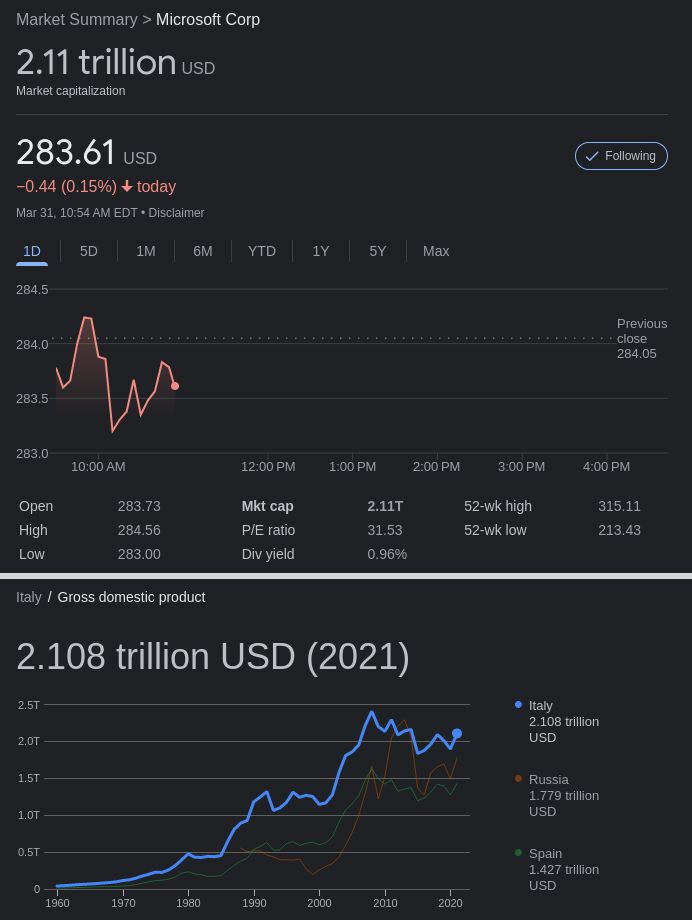 Market Summary > Microsoft Corp
2.11 trillion USD
Market capitalization
283.61 USD
Following
−0.44 (0.15%) today
Mar 31, 10:54 AM EDT • Disclaimer
1D 5D 1M 6M YTD 1Y 5Y Max
284.5
Previous
close
284.05
284.0
283.5
283.0
10:00 AM 12:00 PM 1:00 PM 2:00 PM 3:00 PM 4:00 PM
Open 283.73 Mkt cap 2.11T 52-wk high 315.11
High 284.56 P/E ratio 31.53 52-wk low 213.43
Low 283.00 Div yield 0.96%
Italy / Gross domestic product
2.108 trillion USD (2021)
2.5T
2.0T
1.5T
1.0T
0.5T
0
1960 1970 1980 1990 2000 2010 2020
Italy
2.108 trillion
USD
Russia
1.779 trillion
USD
Spain
1.427 trillion
USD